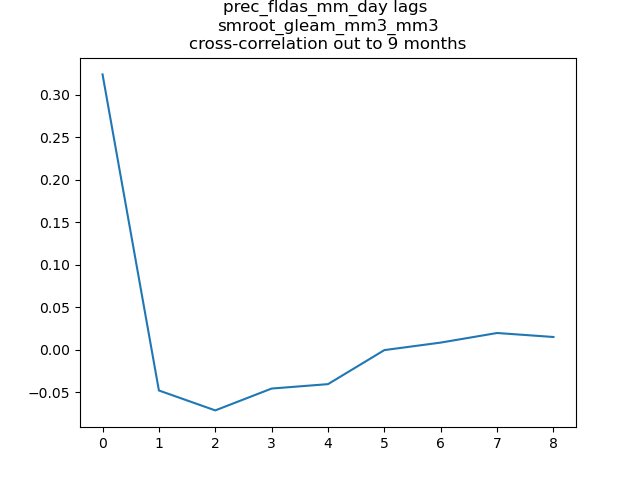 prec_fldas_mm_day lags
smroot_gleam_mm3_mm3
cross-correlation out to 9 months
0.30
0.25
0.20
0.15
0.10
0.05
0.00
−0.05
0 1 2 3 4 5 6 7 8